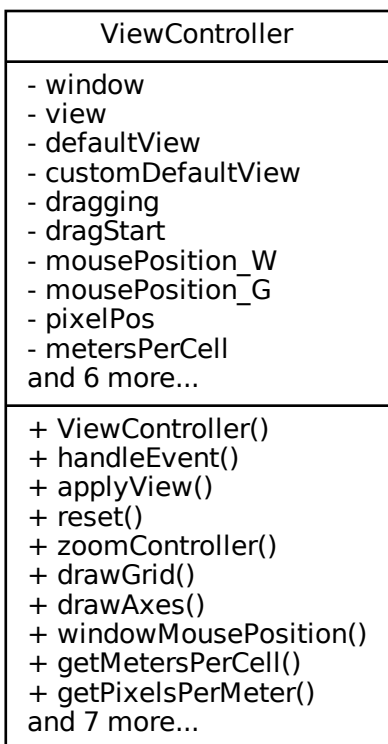 ViewController
- window
- view
- defaultView
- customDefaultView
- dragging
- dragStart
- mousePosition_W
- mousePosition_G
- pixelPos
- metersPerCell
and 6 more...
+ ViewController()
+ handleEvent()
+ applyView()
+ reset()
+ zoomController()
+ drawGrid()
+ drawAxes()
+ windowMousePosition()
+ getMetersPerCell()
+ getPixelsPerMeter()
and 7 more...